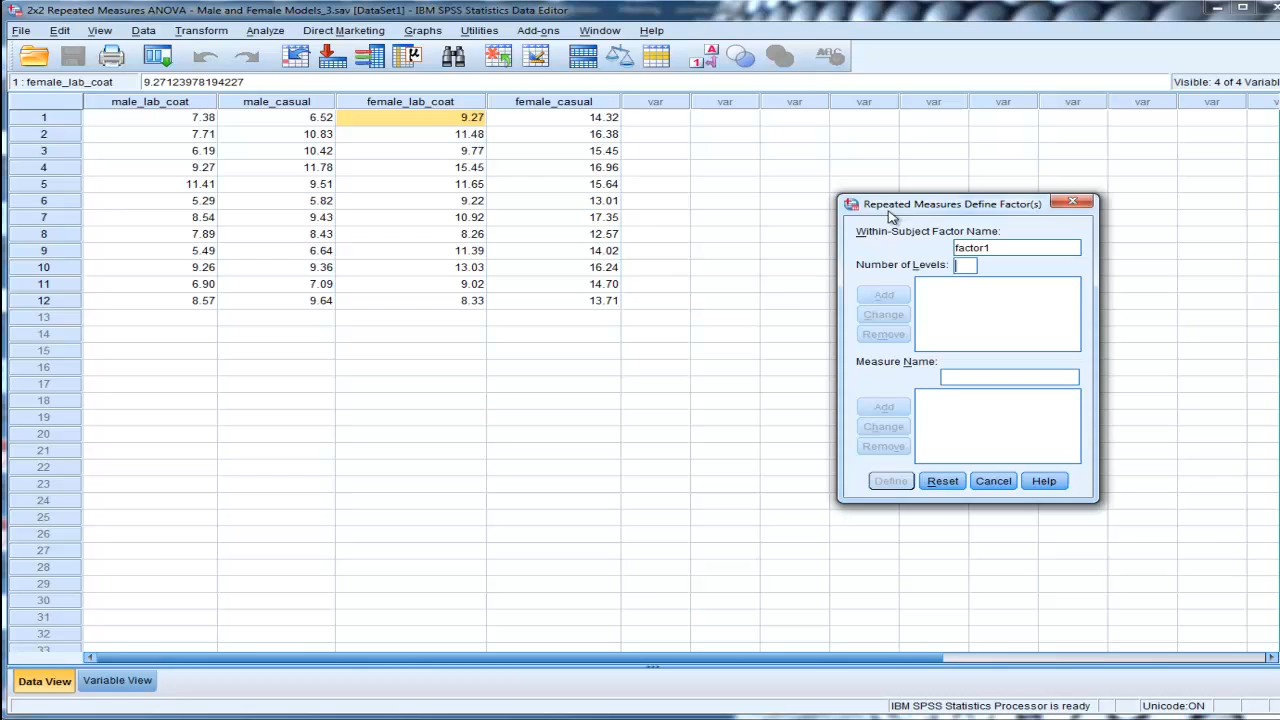 2x2 Repeated Measures ANOVA - Male and Female Models_3.sav [DataSet1] - IBM SPSS Statistics Data Editor
File Edit View Data Transform Analyze Direct Marketing Graphs Utilities Add-ons Window Help
1 : female_lab_coat 9.27123978194227 Visible: 4 of 4 Variabl
male_lab_coat male_casual female_lab_coat female_casual var var var var var var var var var
1 7.38 6.52 9.27 14.32
2 7.71 10.83 11.48 16.38
3 6.19 10.42 9.77 15.45
4 9.27 11.78 15.45 16.96
5 11.41 9.51 11.65 15.64
6 5.29 5.82 9.22 13.01
7 8.54 9.43 10.92 17.35
8 7.89 8.43 8.26 12.57
9 5.49 6.64 11.39 14.02
10 9.26 9.36 13.03 16.24
11 6.90 7.09 9.02 14.70
12 8.57 9.64 8.33 13.71
13
14
15
16
17
18
19
20
21
22
23
24
25
26
27
28
29
30
31
32
33
Repeated Measures Define Factor(s)
Within-Subject Factor Name:
factor1
Number of Levels:
Add
Change
Remove
Measure Name:
Add
Change
Remove
Define Reset Cancel Help
Data View Variable View
IBM SPSS Statistics Processor is ready Unicode:ON